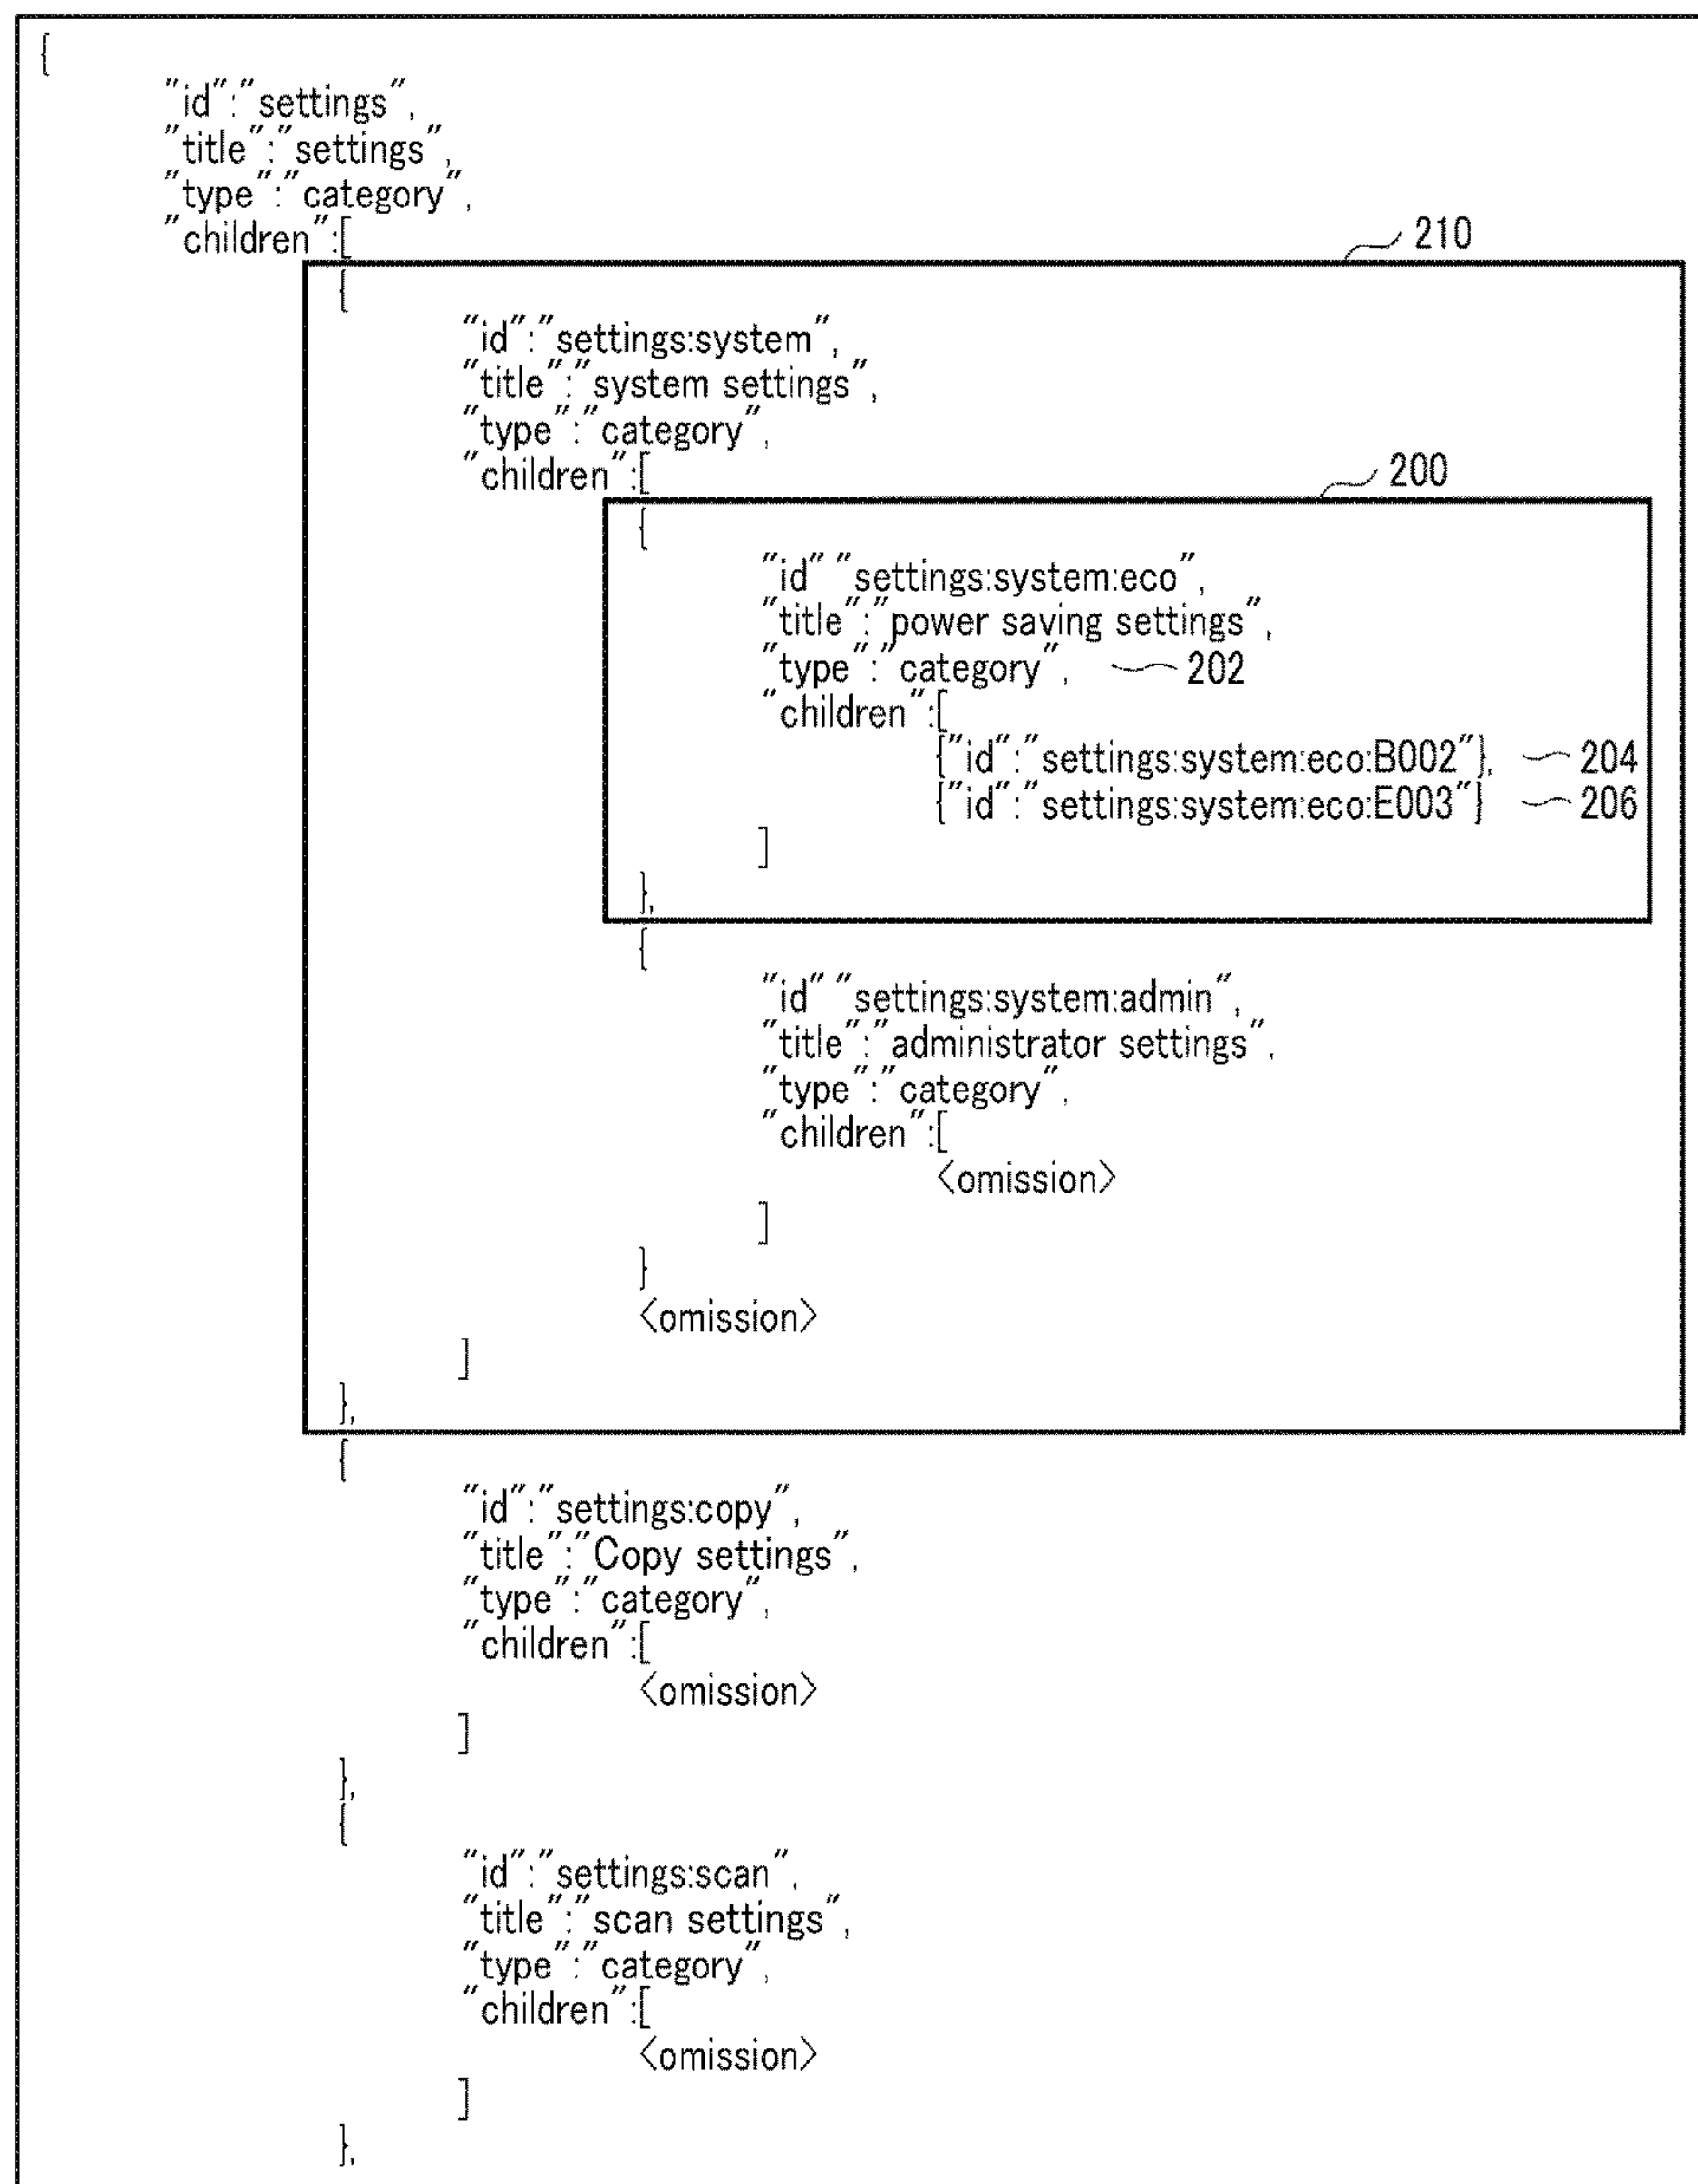 {
"id":"settings",
"title":"settings",
"type":"category",
"children":[
210
{
"id":"settings:system",
"title":"system settings",
"type":"category",
"children":[
200
{
"id" "settings:system:eco",
"title":"power saving settings",
"type":"category", 202
"children":[
{"id":"settings:system:eco:B002"}, 204
{"id":"settings:system:eco:E003"} 206
]
},
{
"id" "settings:system:admin",
"title":"administrator settings",
"type":"category",
"children":[
<omission>
]
}
<omission>
]
},
{
"id":"settings:copy",
"title":"Copy settings",
"type":"category",
"children":[
<omission>
]
},
{
"id":"settings:scan",
"title":"scan settings",
"type":"category",
"children":[
<omission>
]
},